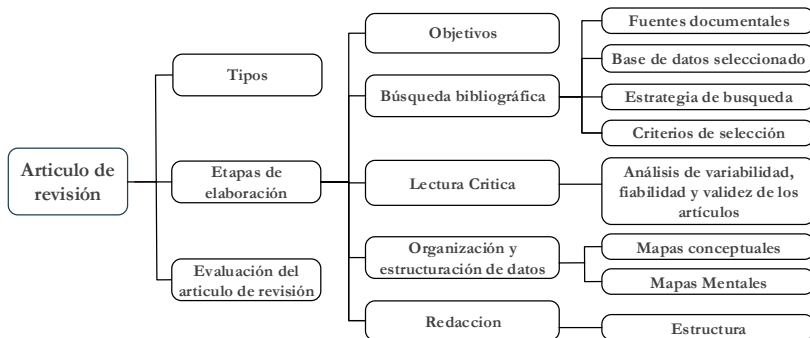 Articulo de
revisión
Tipos
Etapas de
elaboración
Evaluación del
articulo de revisión
Objetivos
Búsqueda bibliográfica
Lectura Critica
Organización y
estructuración de datos
Redaccion
Fuentes documentales
Base de datos seleccionado
Estrategia de busqueda
Criterios de selección
Análisis de variabilidad,
fiabilidad y validez de los
artículos
Mapas conceptuales
Mapas Mentales
Estructura